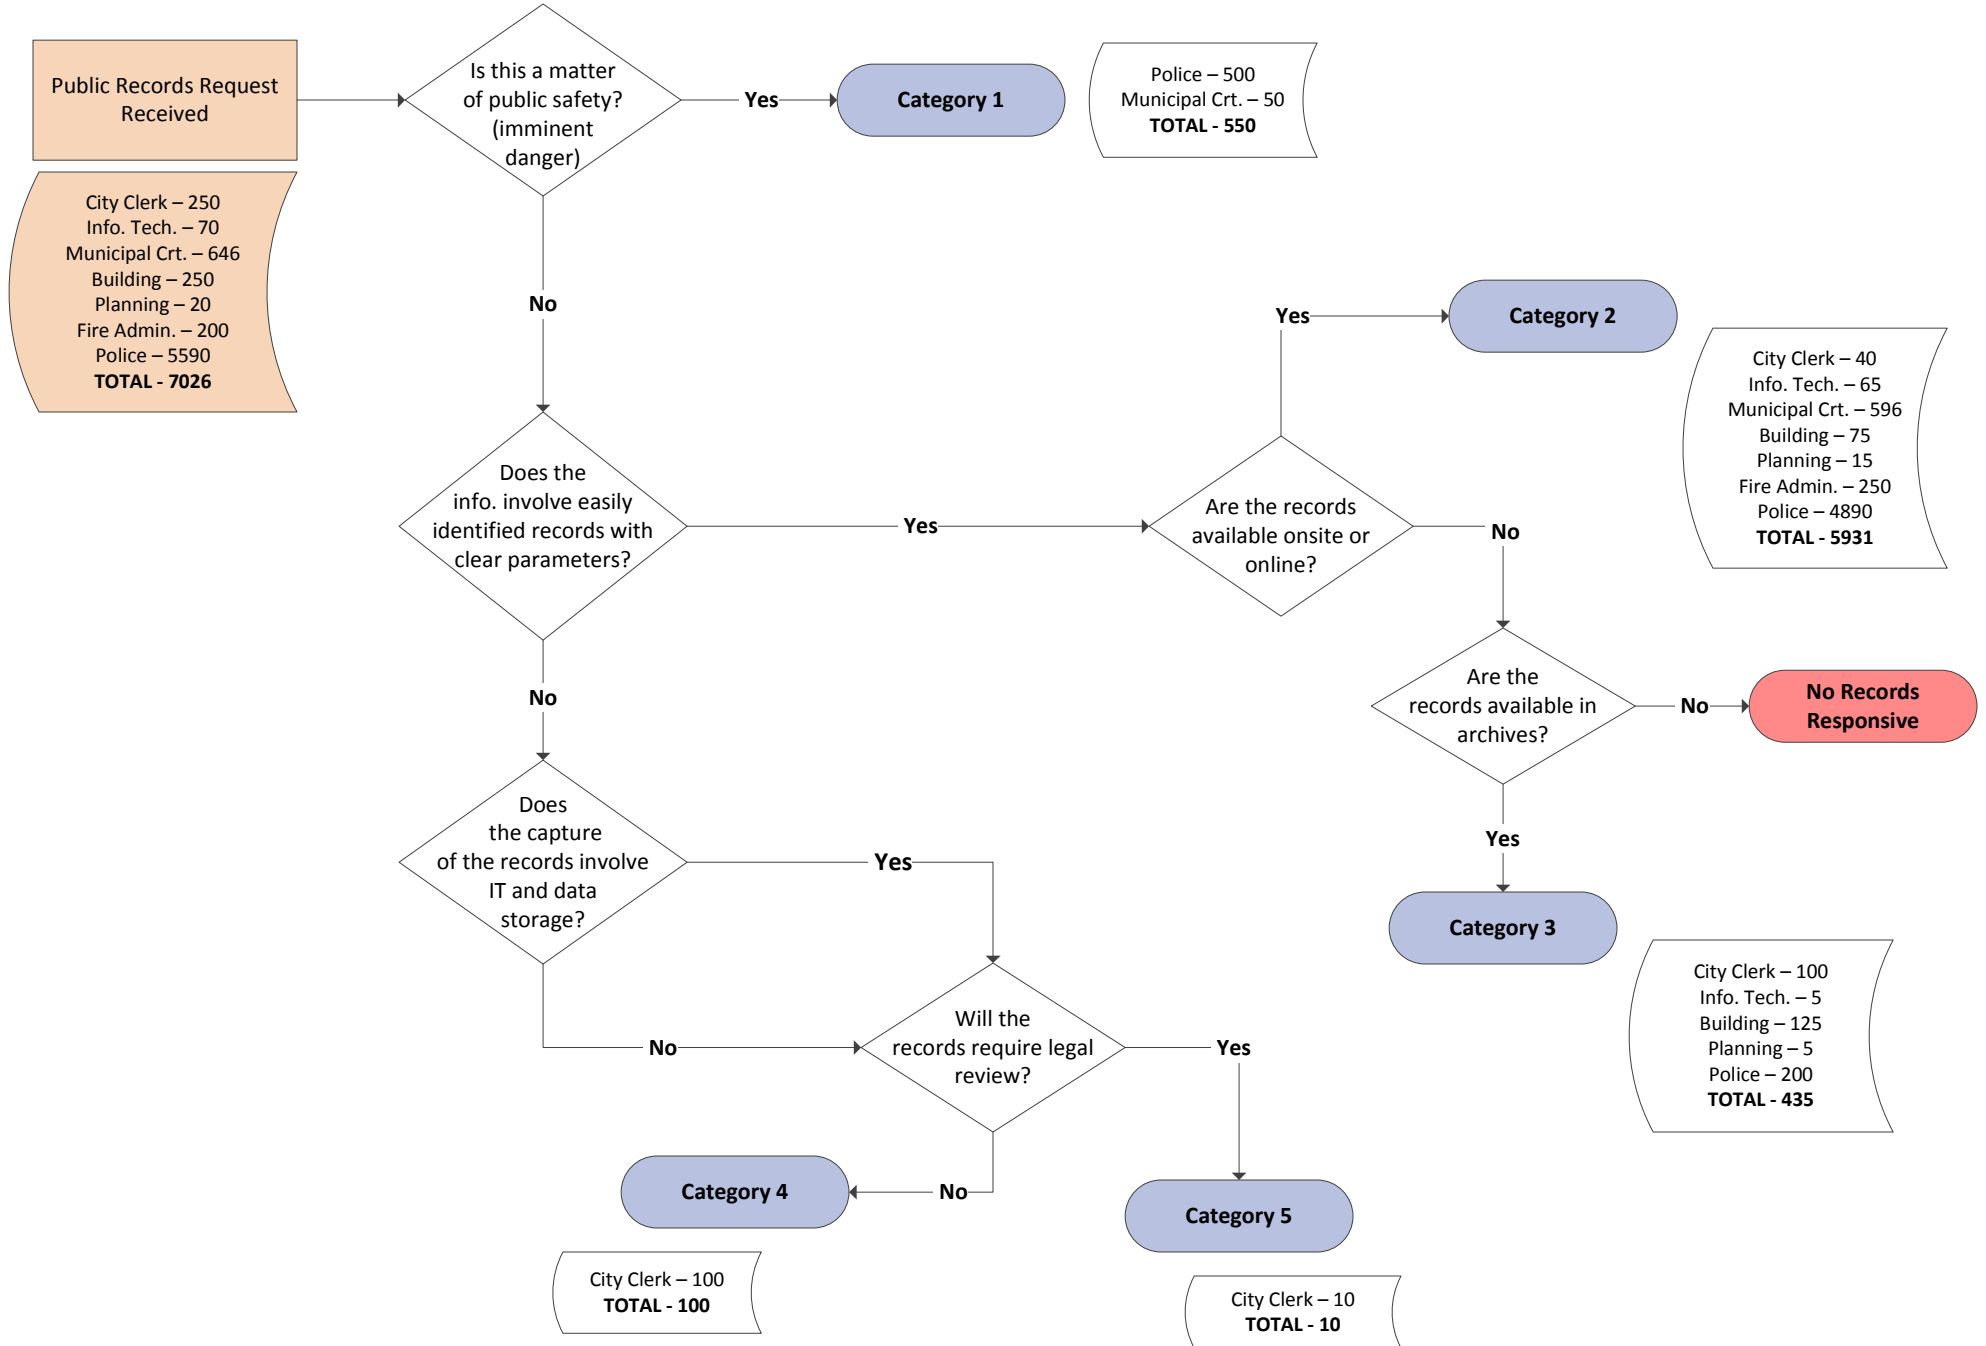 Public Records Request
Received
City Clerk – 250
Info. Tech. – 70
Municipal Crt. – 646
Building – 250
Planning – 20
Fire Admin. – 200
Police – 5590
TOTAL - 7026
Is this a matter
of public safety?
(imminent
danger)
Yes
Category 1
Police – 500
Municipal Crt. – 50
TOTAL - 550
No
Does the
info. involve easily
identified records with
clear parameters?
Yes
Are the records
available onsite or
online?
Yes
Category 2
City Clerk – 40
Info. Tech. – 65
Municipal Crt. – 596
Building – 75
Planning – 15
Fire Admin. – 250
Police – 4890
TOTAL - 5931
No
Are the
records available in
archives?
No
No Records
Responsive
Yes
Category 3
City Clerk – 100
Info. Tech. – 5
Building – 125
Planning – 5
Police – 200
TOTAL - 435
No
Does
the capture
of the records involve
IT and data
storage?
Yes
No
Will the
records require legal
review?
No
Category 4
City Clerk – 100
TOTAL - 100
Yes
Category 5
City Clerk – 10
TOTAL - 10